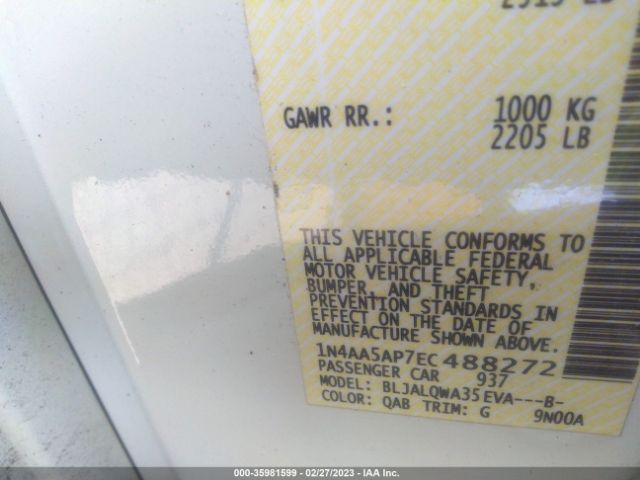 GAWR RR.: 1000 KG
2205 LB
THIS VEHICLE CONFORMS TO
ALL APPLICABLE FEDERAL
MOTOR VEHICLE SAFETY,
BUMPER, AND THEFT
PREVENTION STANDARDS IN
EFFECT ON THE DATE OF
MANUFACTURE SHOWN ABOVE.
1N4AA5AP7EC488272
PASSENGER CAR 937
MODEL: BLJALQWA35EVA---B-
COLOR: QAB TRIM: G 9N00A
000-35981599 / 02/27/2023 - IAA Inc.